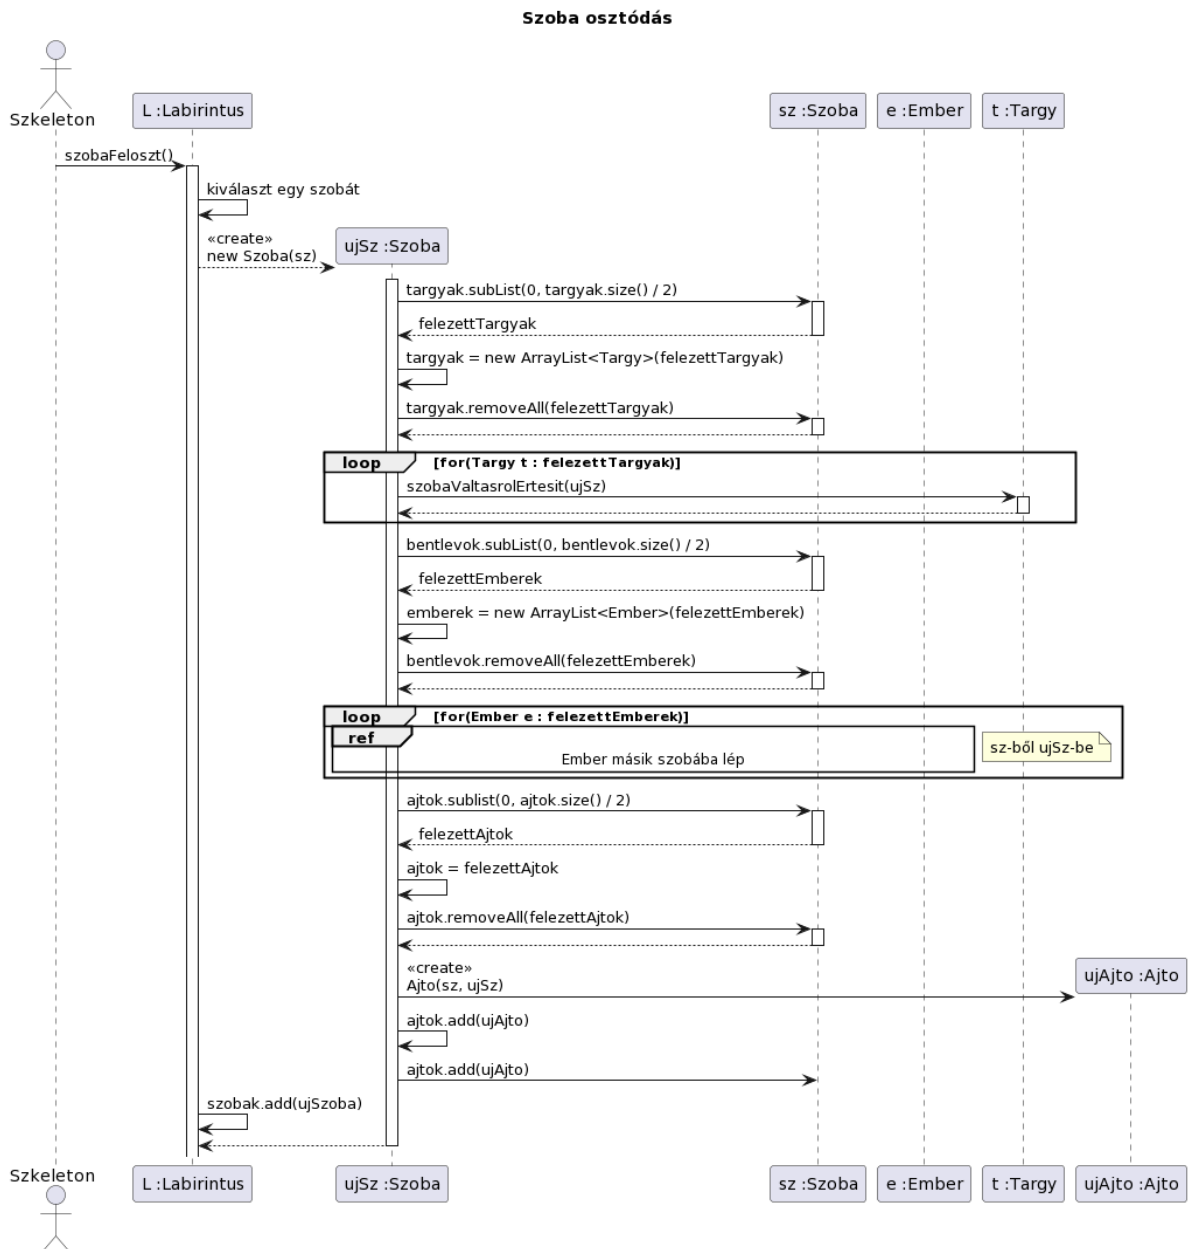 Szoba osztódás
Szkeleton
L :Labirintus
sz :Szoba
e :Ember
t :Targy
szobaFeloszt()
kiválaszt egy szobát
«create»
new Szoba(sz)
ujSz :Szoba
targyak.subList(0, targyak.size() / 2)
felezettTargyak
targyak = new ArrayList<Targy>(felezettTargyak)
targyak.removeAll(felezettTargyak)
loop
[for(Targy t : felezettTargyak)]
szobaValtasrolErtesit(ujSz)
bentlevok.subList(0, bentlevok.size() / 2)
felezettEmberek
emberek = new ArrayList<Ember>(felezettEmberek)
bentlevok.removeAll(felezettEmberek)
loop
[for(Ember e : felezettEmberek)]
ref
Ember másik szobába lép
sz-ből ujSz-be
ajtok.sublist(0, ajtok.size() / 2)
felezettAjtok
ajtok = felezettAjtok
ajtok.removeAll(felezettAjtok)
«create»
Ajto(sz, ujSz)
ujAjto :Ajto
ajtok.add(ujAjto)
ajtok.add(ujAjto)
szobak.add(ujSzoba)
Szkeleton
L :Labirintus
ujSz :Szoba
sz :Szoba
e :Ember
t :Targy
ujAjto :Ajto